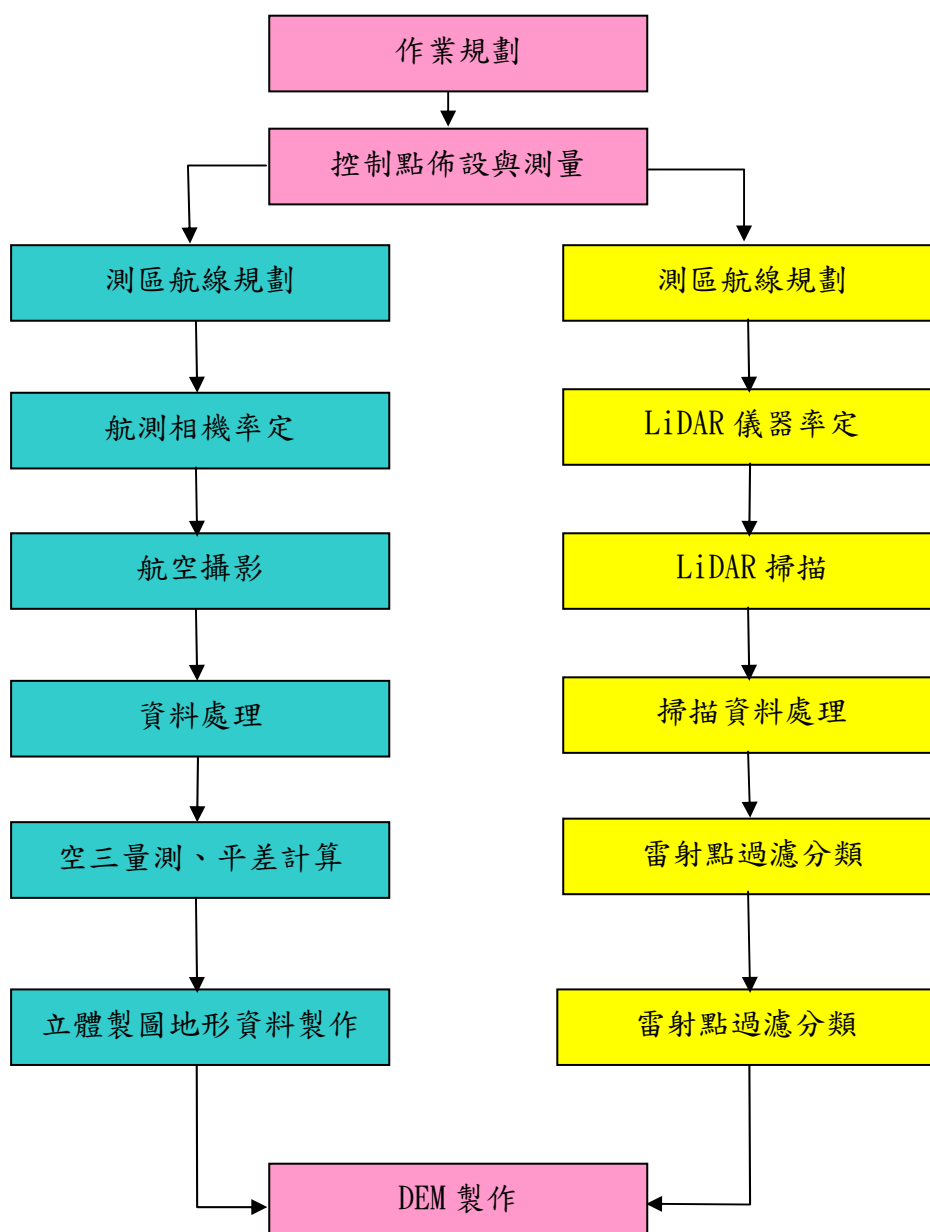 作業規劃
控制點佈設與測量
測區航線規劃
航測相機率定
航空攝影
資料處理
空三量測、平差計算
立體製圖地形資料製作
測區航線規劃
LiDAR 儀器率定
LiDAR 掃描
掃描資料處理
雷射點過濾分類
雷射點過濾分類
DEM 製作